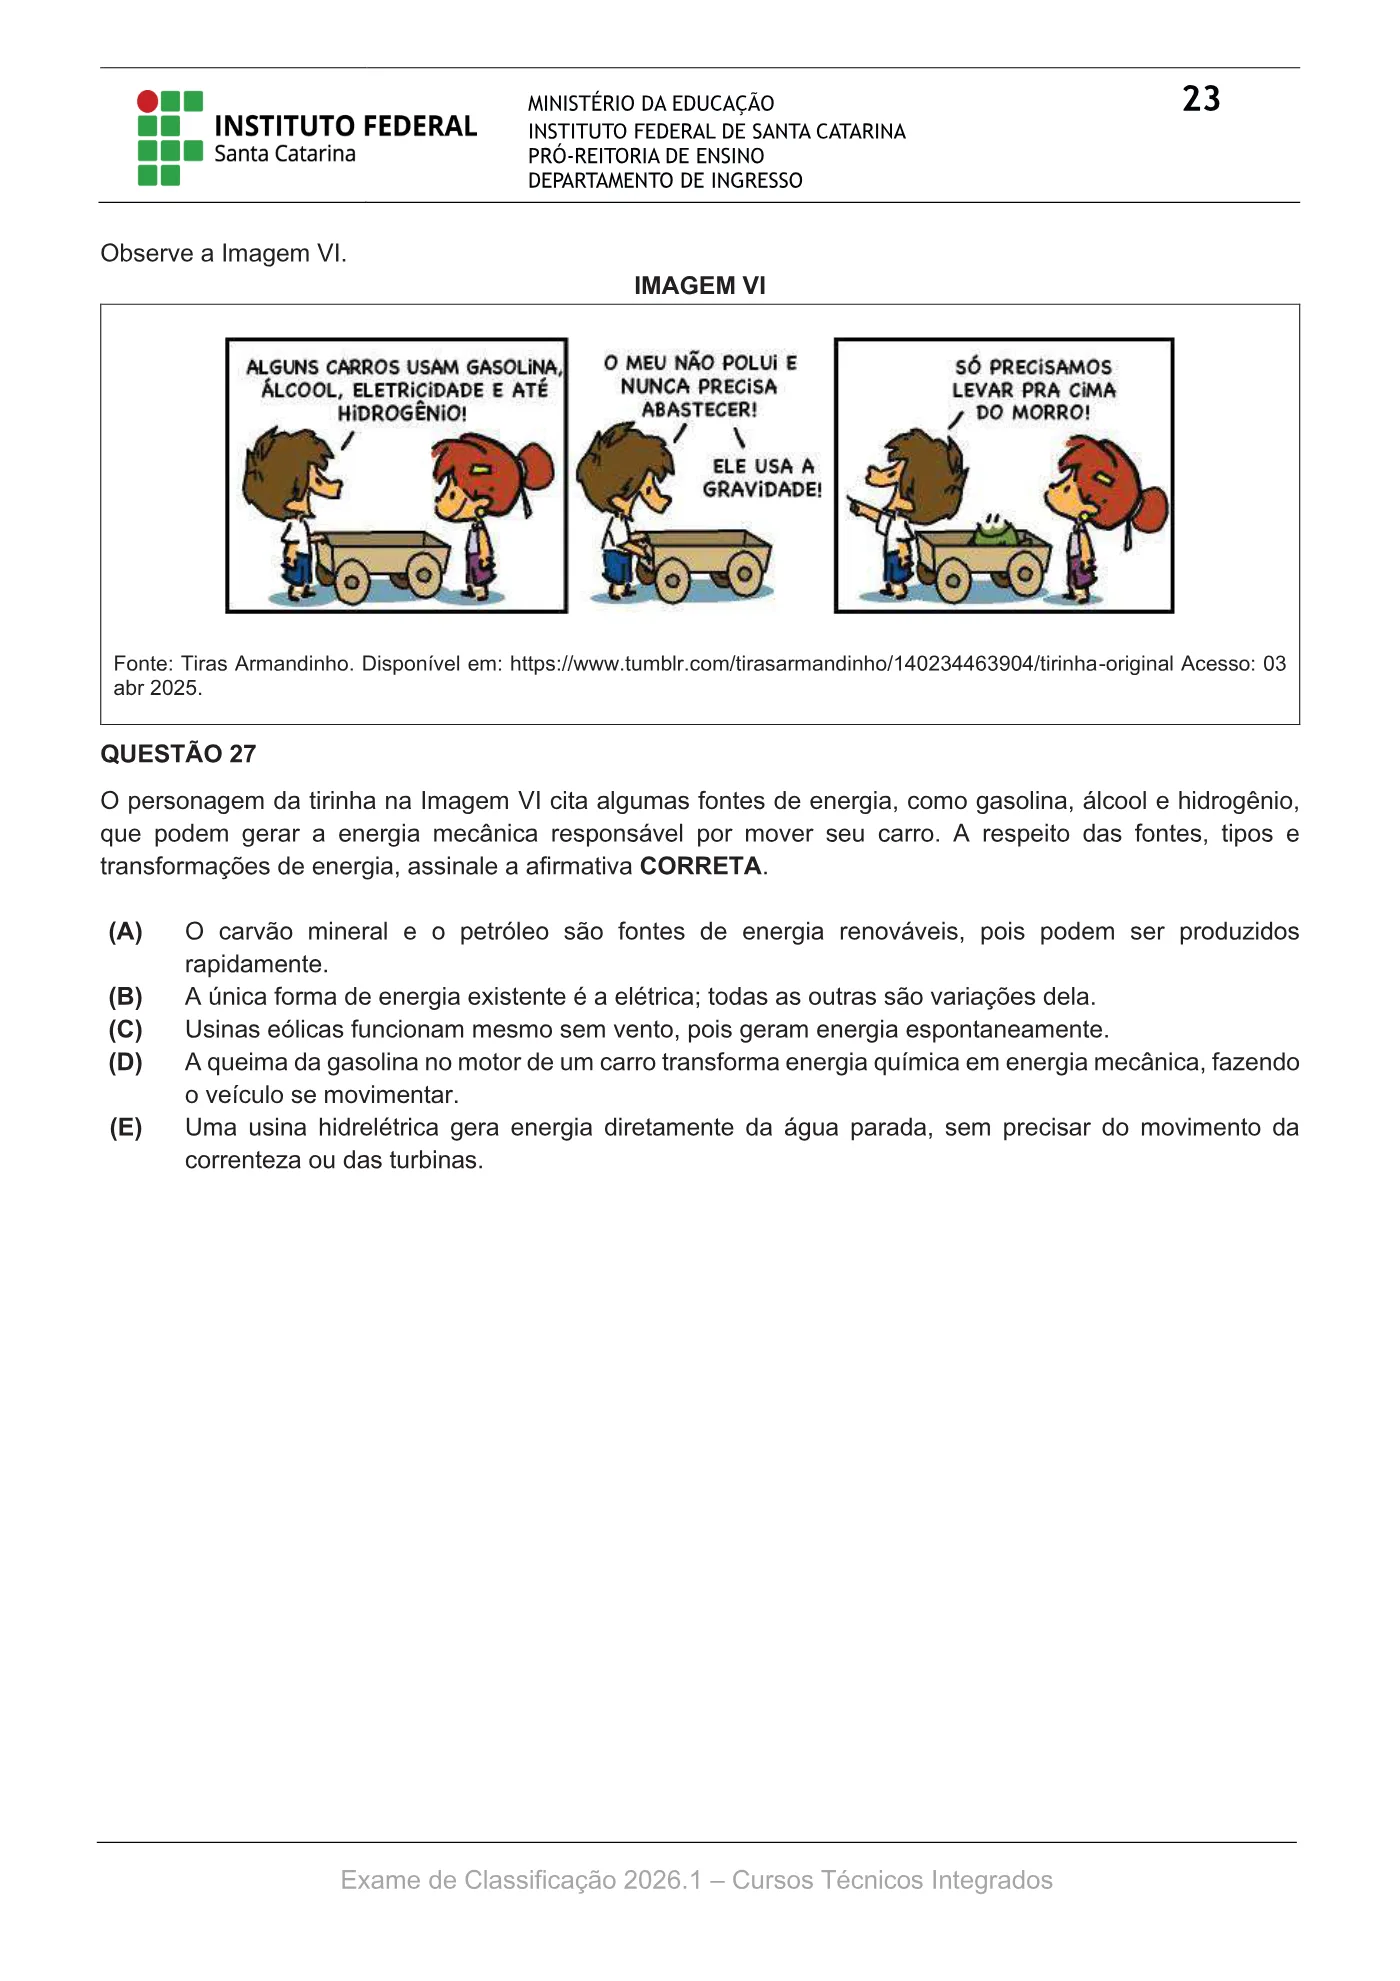 INSTITUTO FEDERAL
Santa Catarina
MINISTÉRIO DA EDUCAÇÃO
INSTITUTO FEDERAL DE SANTA CATARINA
PRÓ-REITORIA DE ENSINO
DEPARTAMENTO DE INGRESSO
23
Observe a Imagem VI.
IMAGEM VI
ALGUNS CARROS USAM GASOLINA,
ÁLCOOL, ELETRICIDADE E ATÉ
HIDROGÊNIO!
O MEU NÃO POLUI E
NUNCA PRECISA
ABASTECER!
ELE USA A
GRAVIDADE!
SÓ PRECISAMOS
LEVAR PRA CIMA
DO MORRO!
Fonte: Tiras Armandinho. Disponível em: https://www.tumblr.com/tirasarmandinho/140234463904/tirinha-original Acesso: 03
abr 2025.
QUESTÃO 27
O personagem da tirinha na Imagem VI cita algumas fontes de energia, como gasolina, álcool e hidrogênio,
que podem gerar a energia mecânica responsável por mover seu carro. A respeito das fontes, tipos e
transformações de energia, assinale a afirmativa CORRETA.
(A) O carvão mineral e o petróleo são fontes de energia renováveis, pois podem ser produzidos
rapidamente.
(B) A única forma de energia existente é a elétrica; todas as outras são variações dela.
(C) Usinas eólicas funcionam mesmo sem vento, pois geram energia espontaneamente.
(D) A queima da gasolina no motor de um carro transforma energia química em energia mecânica, fazendo
o veículo se movimentar.
(E) Uma usina hidrelétrica gera energia diretamente da água parada, sem precisar do movimento da
correnteza ou das turbinas.
Exame de Classificação 2026.1 – Cursos Técnicos Integrados